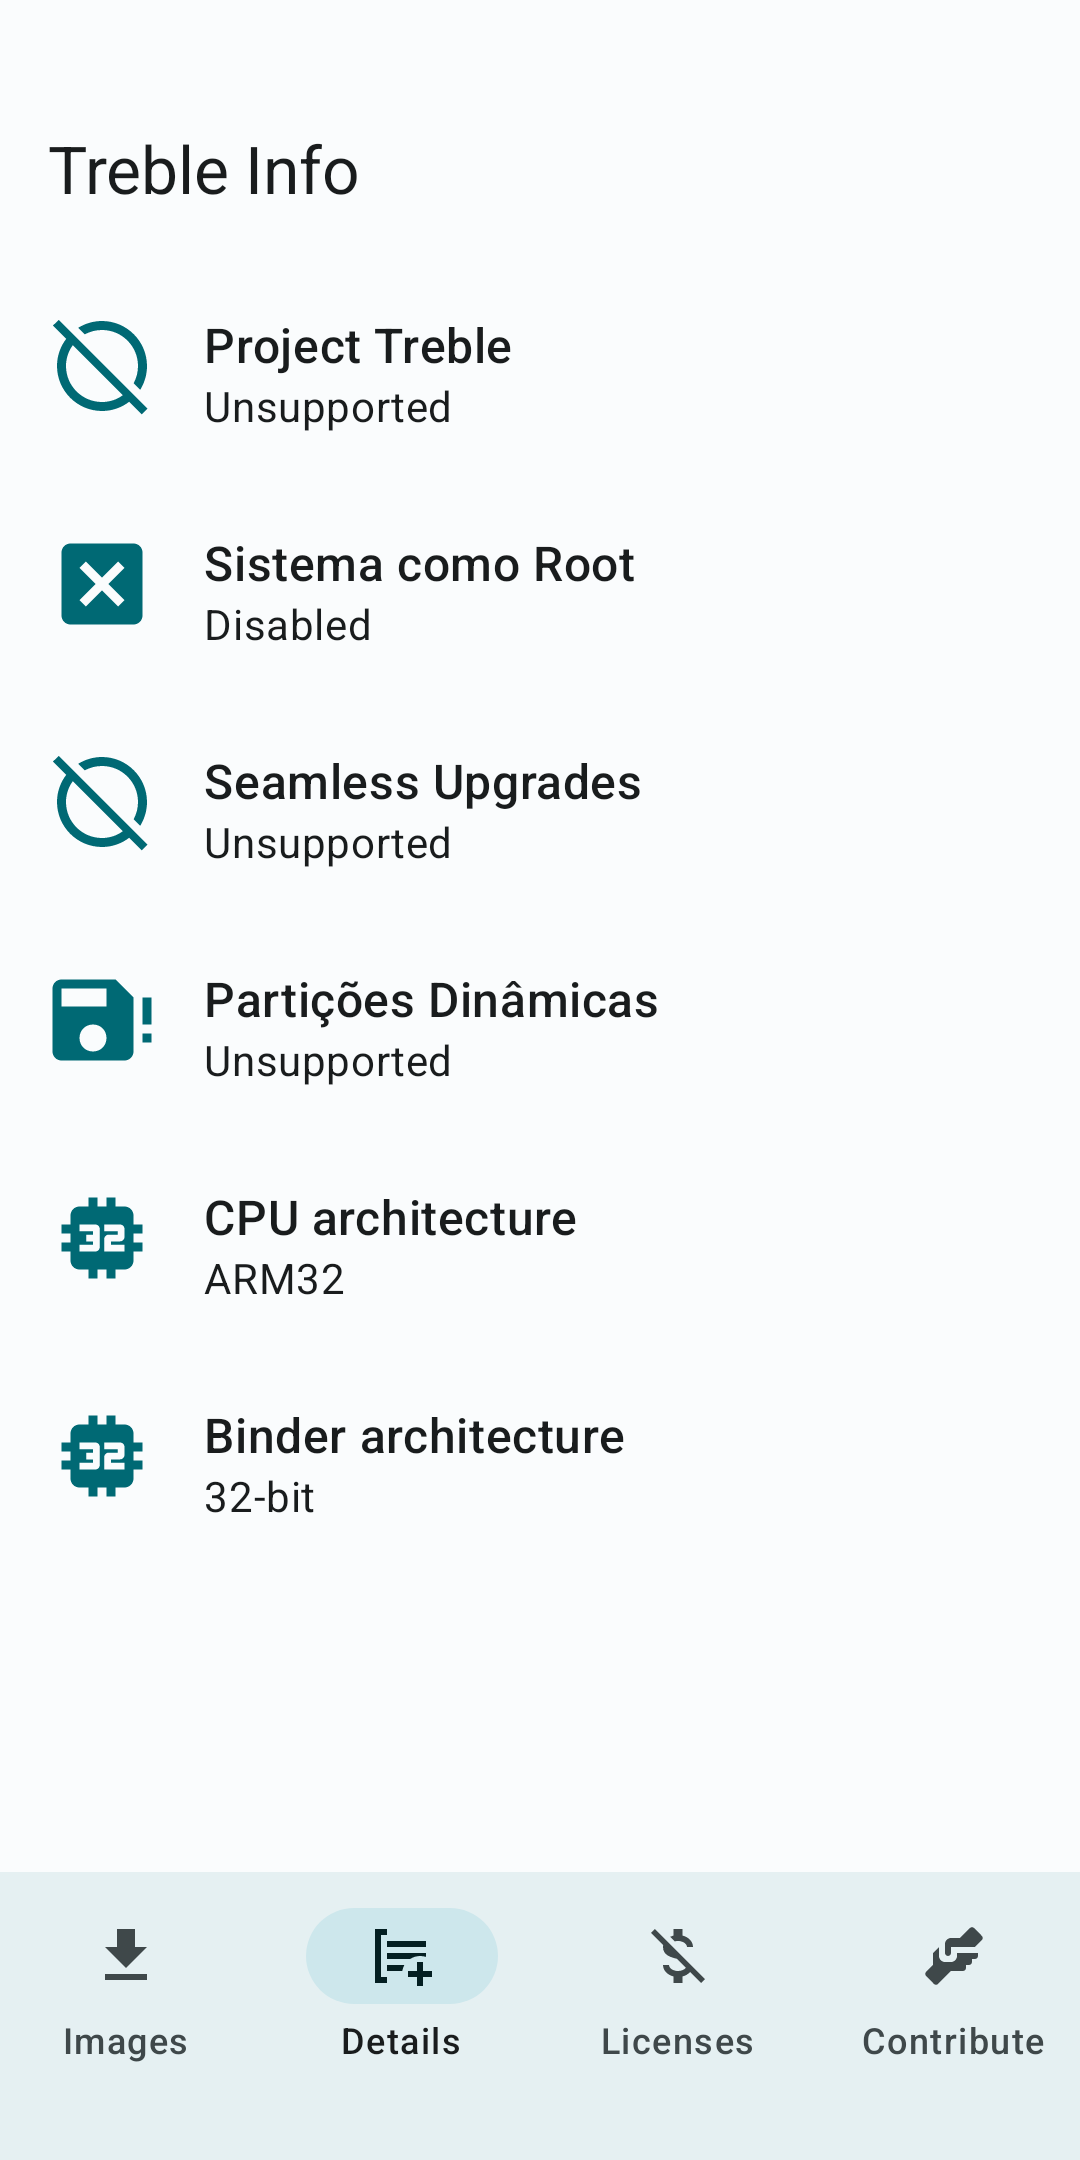 Treble Info
Project Treble
Unsupported
Sistema como Root
Disabled
Seamless Upgrades
Unsupported
Partições Dinâmicas
Unsupported
32
CPU architecture
ARM32
32
Binder architecture
32-bit
Images
Details
Licenses
Contribute